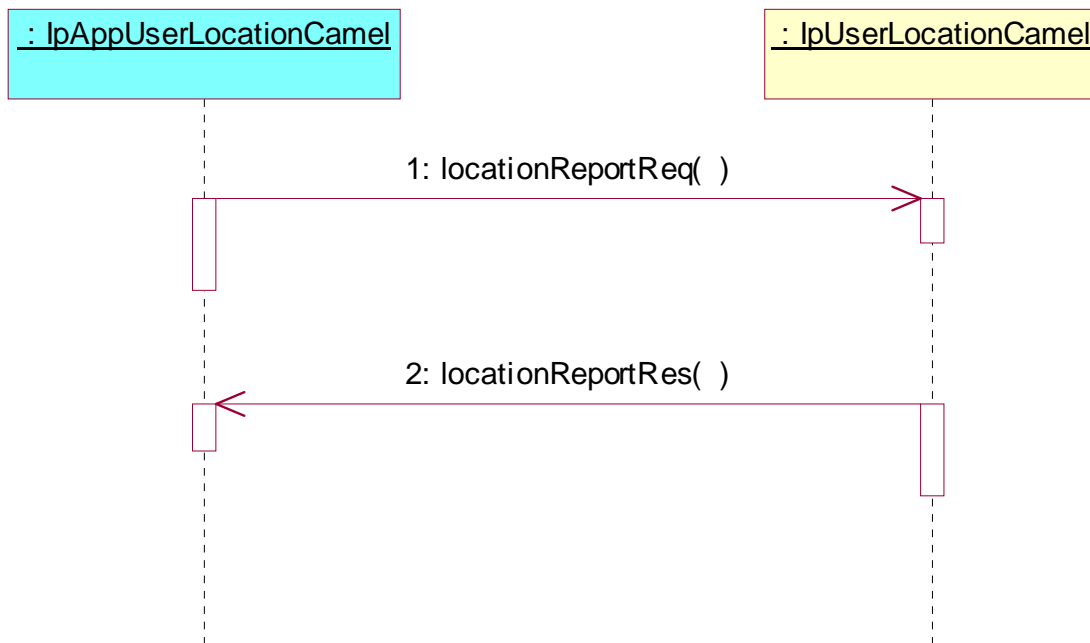 : IpAppUserLocationCamel
: IpUserLocationCamel
1: locationReportReq( )
2: locationReportRes( )